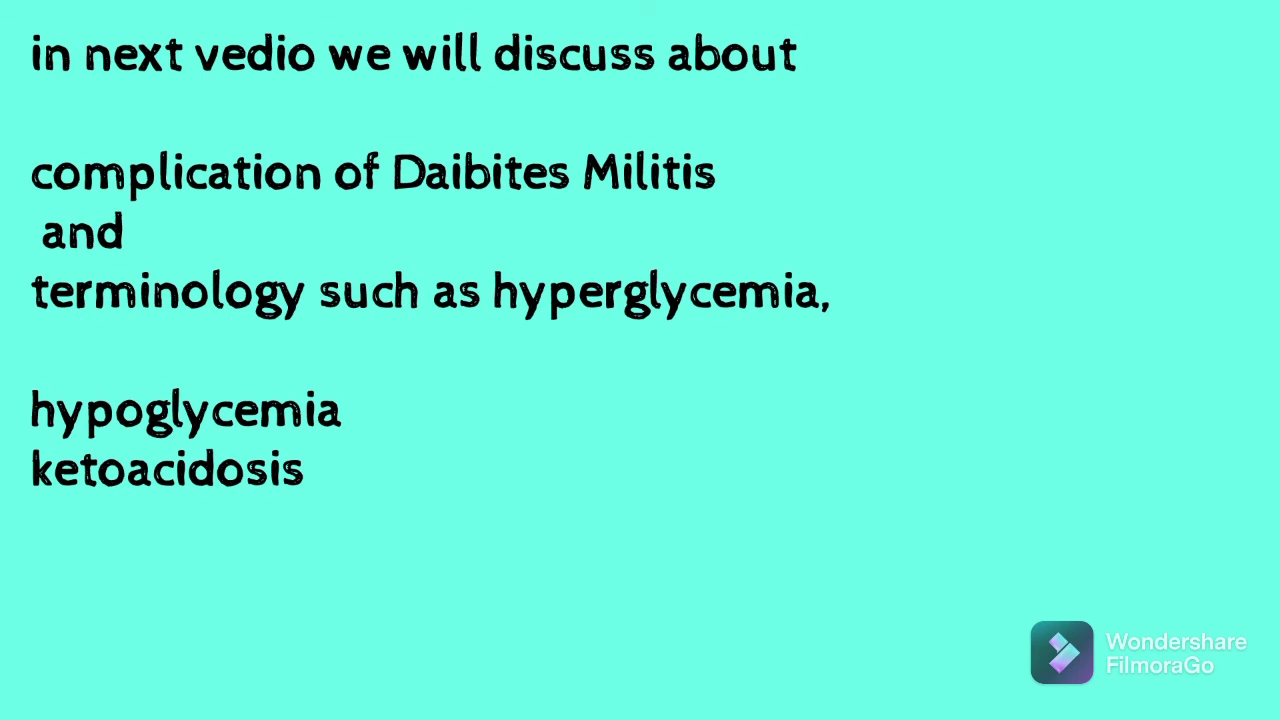 in next vedio we will discuss about
complication of Daibites Militis
and
terminology such as hyperglycemia,
hypoglycemia
ketoacidosis
Wondershare
FilmoraGo